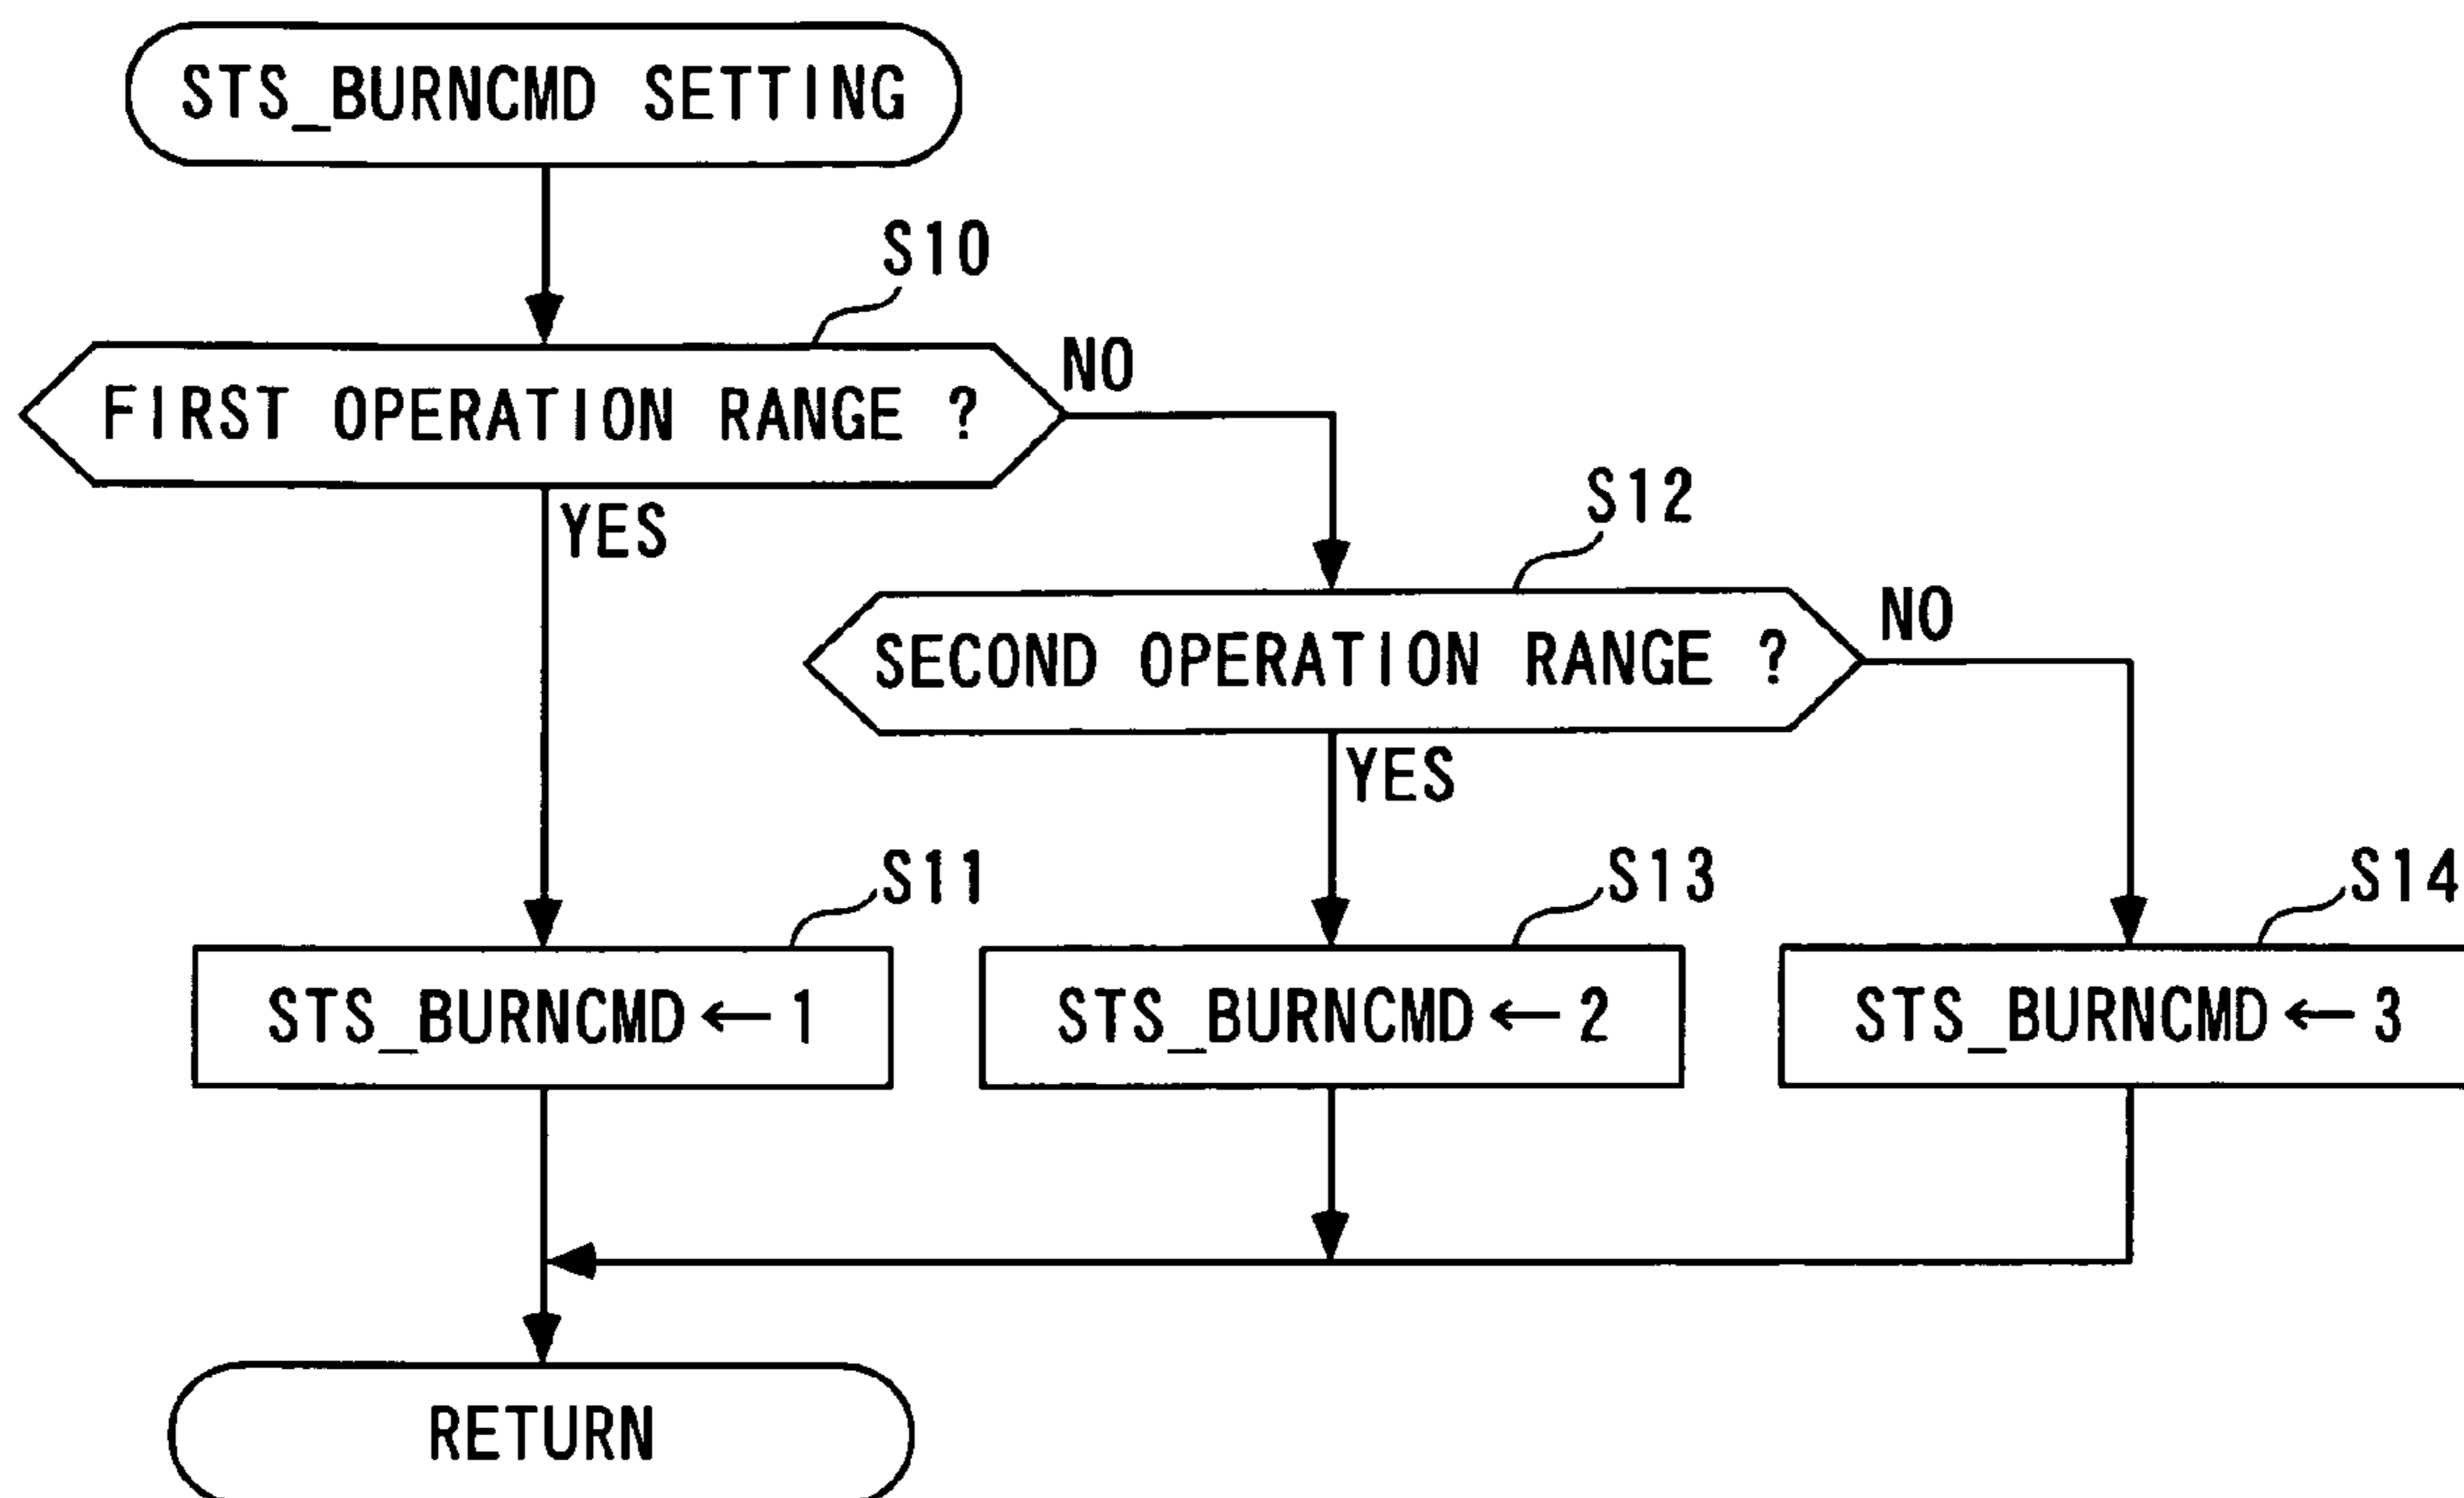 STS_BURNCMD SETTING
S10
FIRST OPERATION RANGE ?
NO
YES
S12
SECOND OPERATION RANGE ?
NO
YES
S11
S13
S14
STS_BURNCMD ← 1
STS_BURNCMD ← 2
STS_BURNCMD ← 3
RETURN